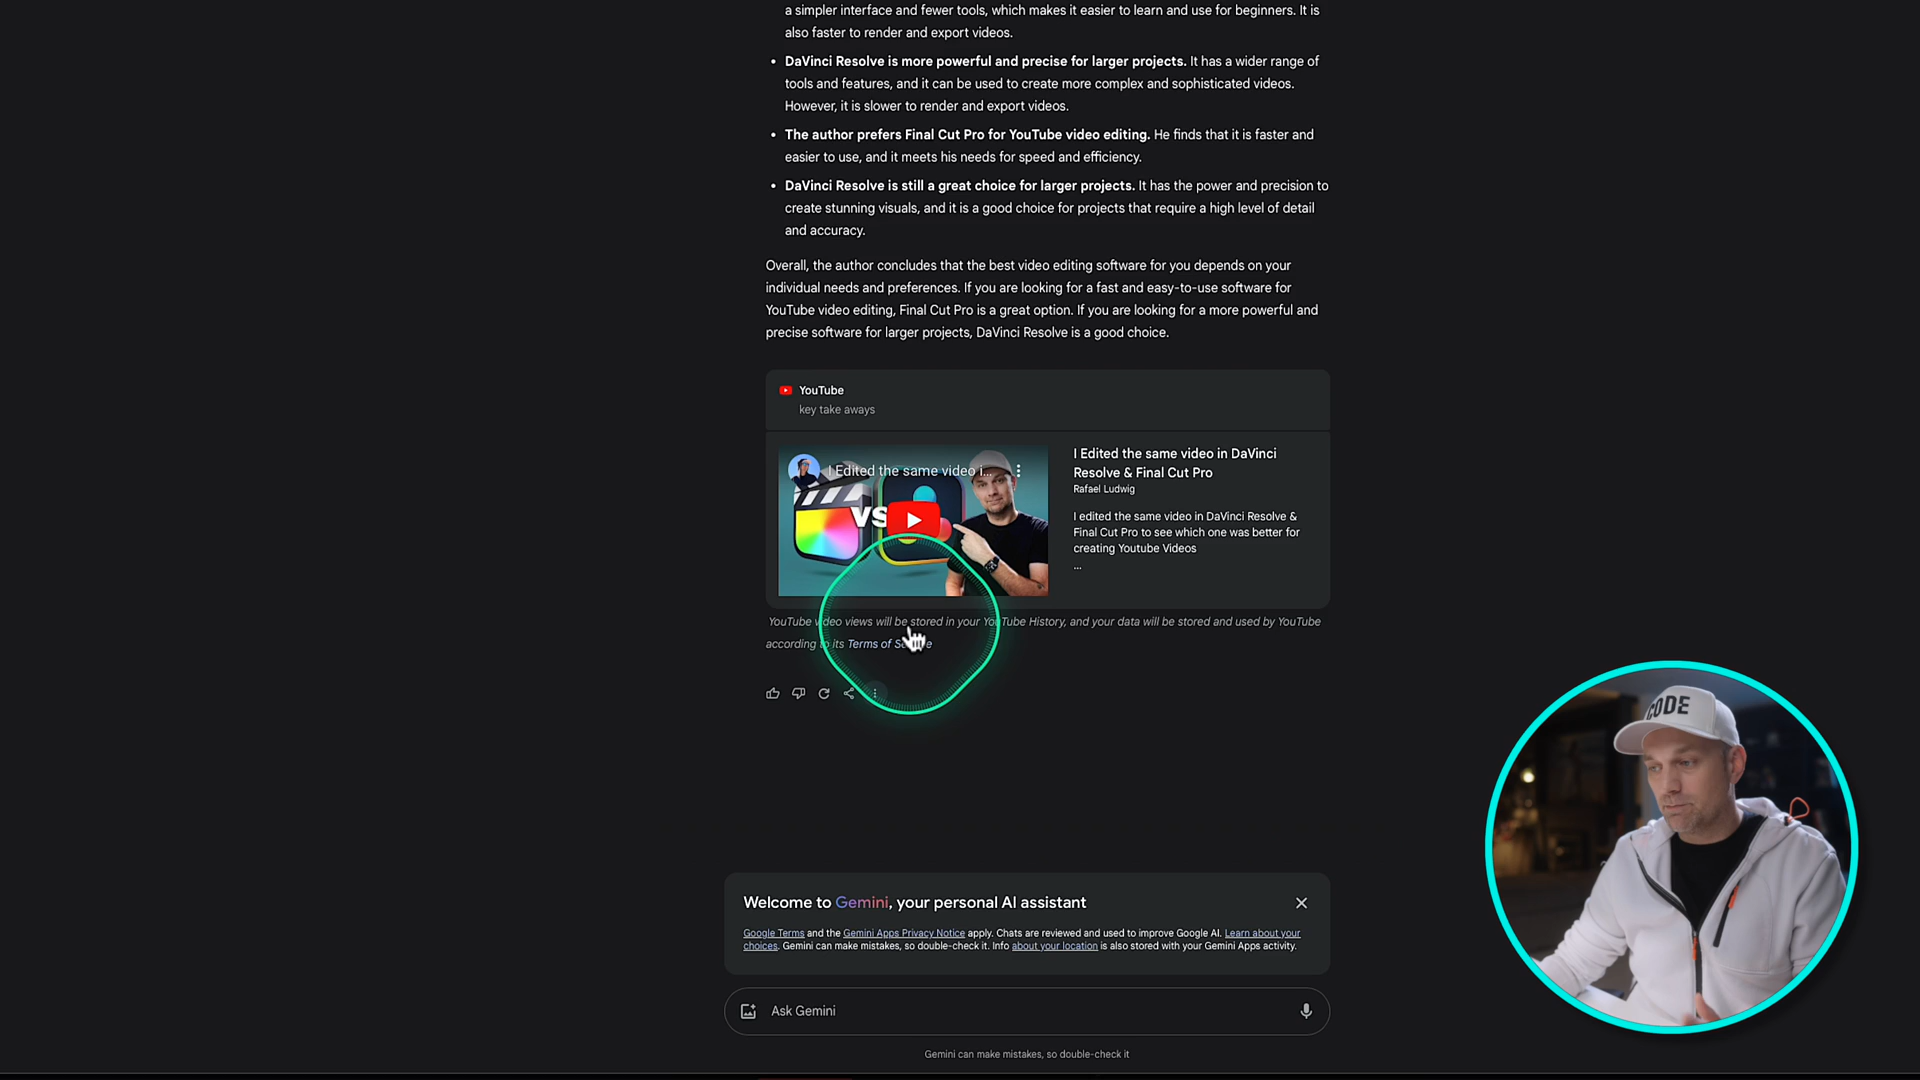 a simpler interface and fewer tools, which makes it easier to learn and use for beginners. It is
also faster to render and export videos.
• DaVinci Resolve is more powerful and precise for larger projects. It has a wider range of
tools and features, and it can be used to create more complex and sophisticated videos.
However, it is slower to render and export videos.
• The author prefers Final Cut Pro for YouTube video editing. He finds that it is faster and
easier to use, and it meets his needs for speed and efficiency.
• DaVinci Resolve is still a great choice for larger projects. It has the power and precision to
create stunning visuals, and it is a good choice for projects that require a high level of detail
and accuracy.
Overall, the author concludes that the best video editing software for you depends on your
individual needs and preferences. If you are looking for a fast and easy-to-use software for
YouTube video editing, Final Cut Pro is a great option. If you are looking for a more powerful and
precise software for larger projects, DaVinci Resolve is a good choice.
YouTube
key take aways
I Edited the same video i...
VS
I Edited the same video in DaVinci
Resolve & Final Cut Pro
Rafael Ludwig
I edited the same video in DaVinci Resolve &
Final Cut Pro to see which one was better for
creating Youtube Videos
...
YouTube video views will be stored in your YouTube History, and your data will be stored and used by YouTube
according to its Terms of Service
CODE
Welcome to Gemini, your personal AI assistant
Google Terms and the Gemini Apps Privacy Notice apply. Chats are reviewed and used to improve Google AI. Learn about your
choices. Gemini can make mistakes, so double-check it. Info about your location is also stored with your Gemini Apps activity.
Ask Gemini
Gemini can make mistakes, so double-check it